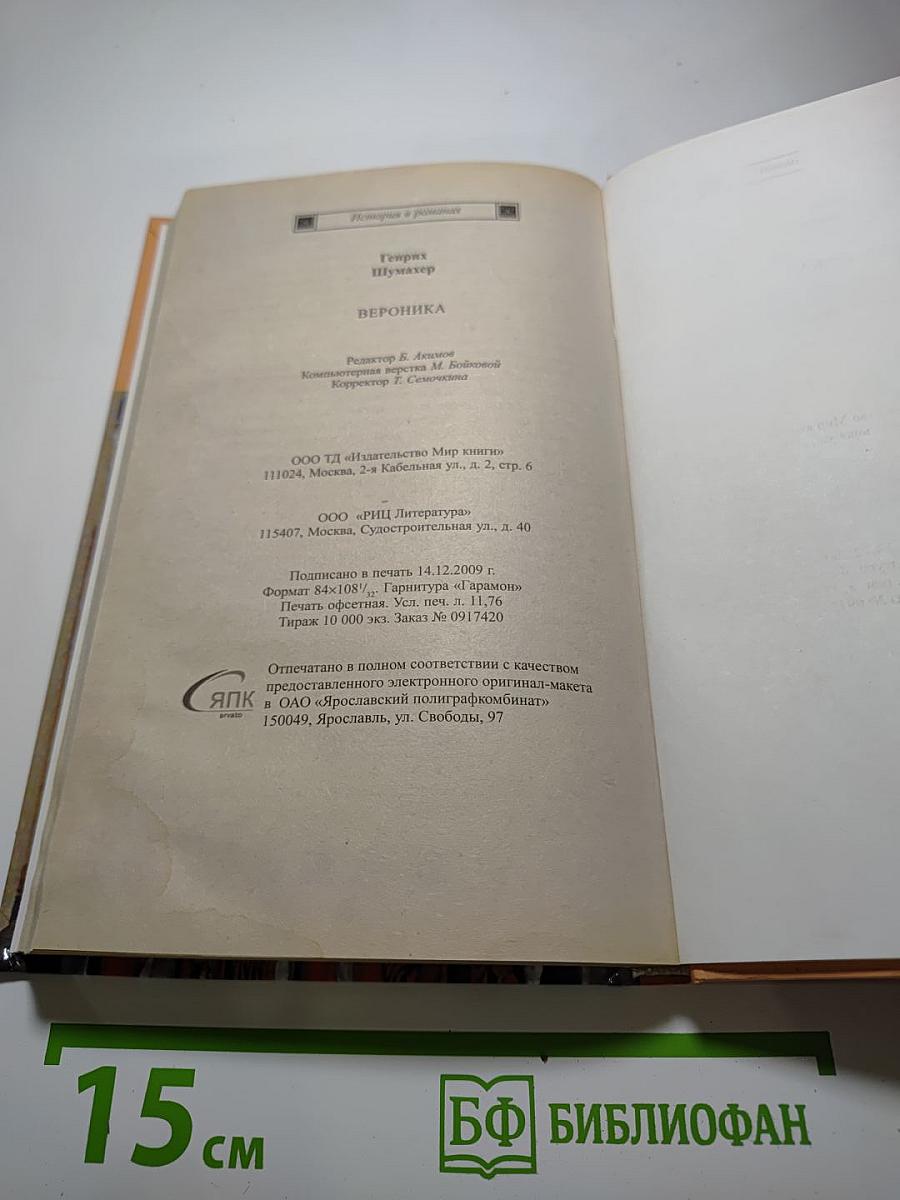 История в романах
Генрих
Шумахер
ВЕРОНИКА
Редактор Б. Акимов
Компьютерная верстка М. Бойковой
Корректор Т. Семочкина
ООО ТД «Издательство Мир книги»
111024, Москва, 2-я Кабельная ул., д. 2, стр. 6
ООО «РИЦ Литература»
115407, Москва, Судостроительная ул., д. 40
Подписано в печать 14.12.2009 г.
Формат 84×108¹/₃₂. Гарнитура «Гарамон»
Печать офсетная. Усл. печ. л. 11,76
Тираж 10 000 экз. Заказ № 0917420
ЯПК
arvato
Отпечатано в полном соответствии с качеством
предоставленного электронного оригинал-макета
в ОАО «Ярославский полиграфкомбинат»
150049, Ярославль, ул. Свободы, 97
15 см
БФ БИБЛИОФАН